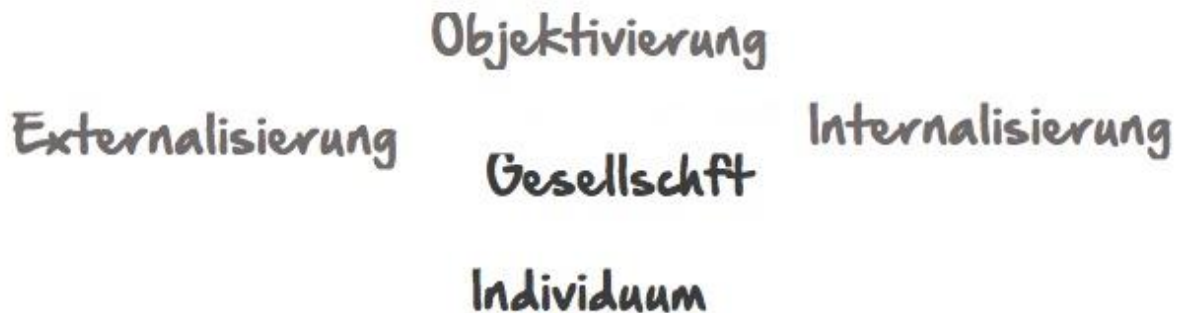 Objektivierung
Externalisierung
Internalisierung
Gesellschft
Individuum